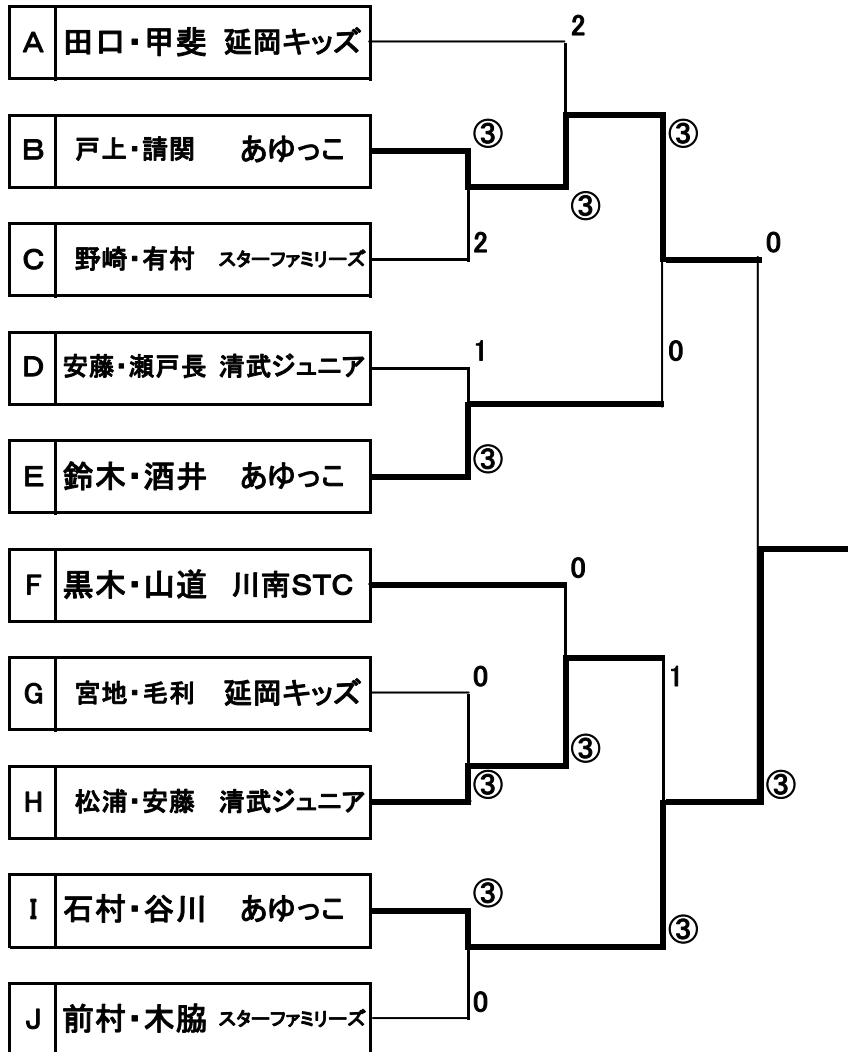 2
A 田口・甲斐 延岡キッズ
③ ③
B 戸上・請関 あゆっこ
③
2 0
C 野崎・有村 スターファミリーズ
1 0
D 安藤・瀬戸長 清武ジュニア
③
E 鈴木・酒井 あゆっこ
0
F 黒木・山道 川南STC
0 1
G 宮地・毛利 延岡キッズ
③
③ ③
H 松浦・安藤 清武ジュニア
③
I 石村・谷川 あゆっこ
③
0
J 前村・木脇 スターファミリーズ